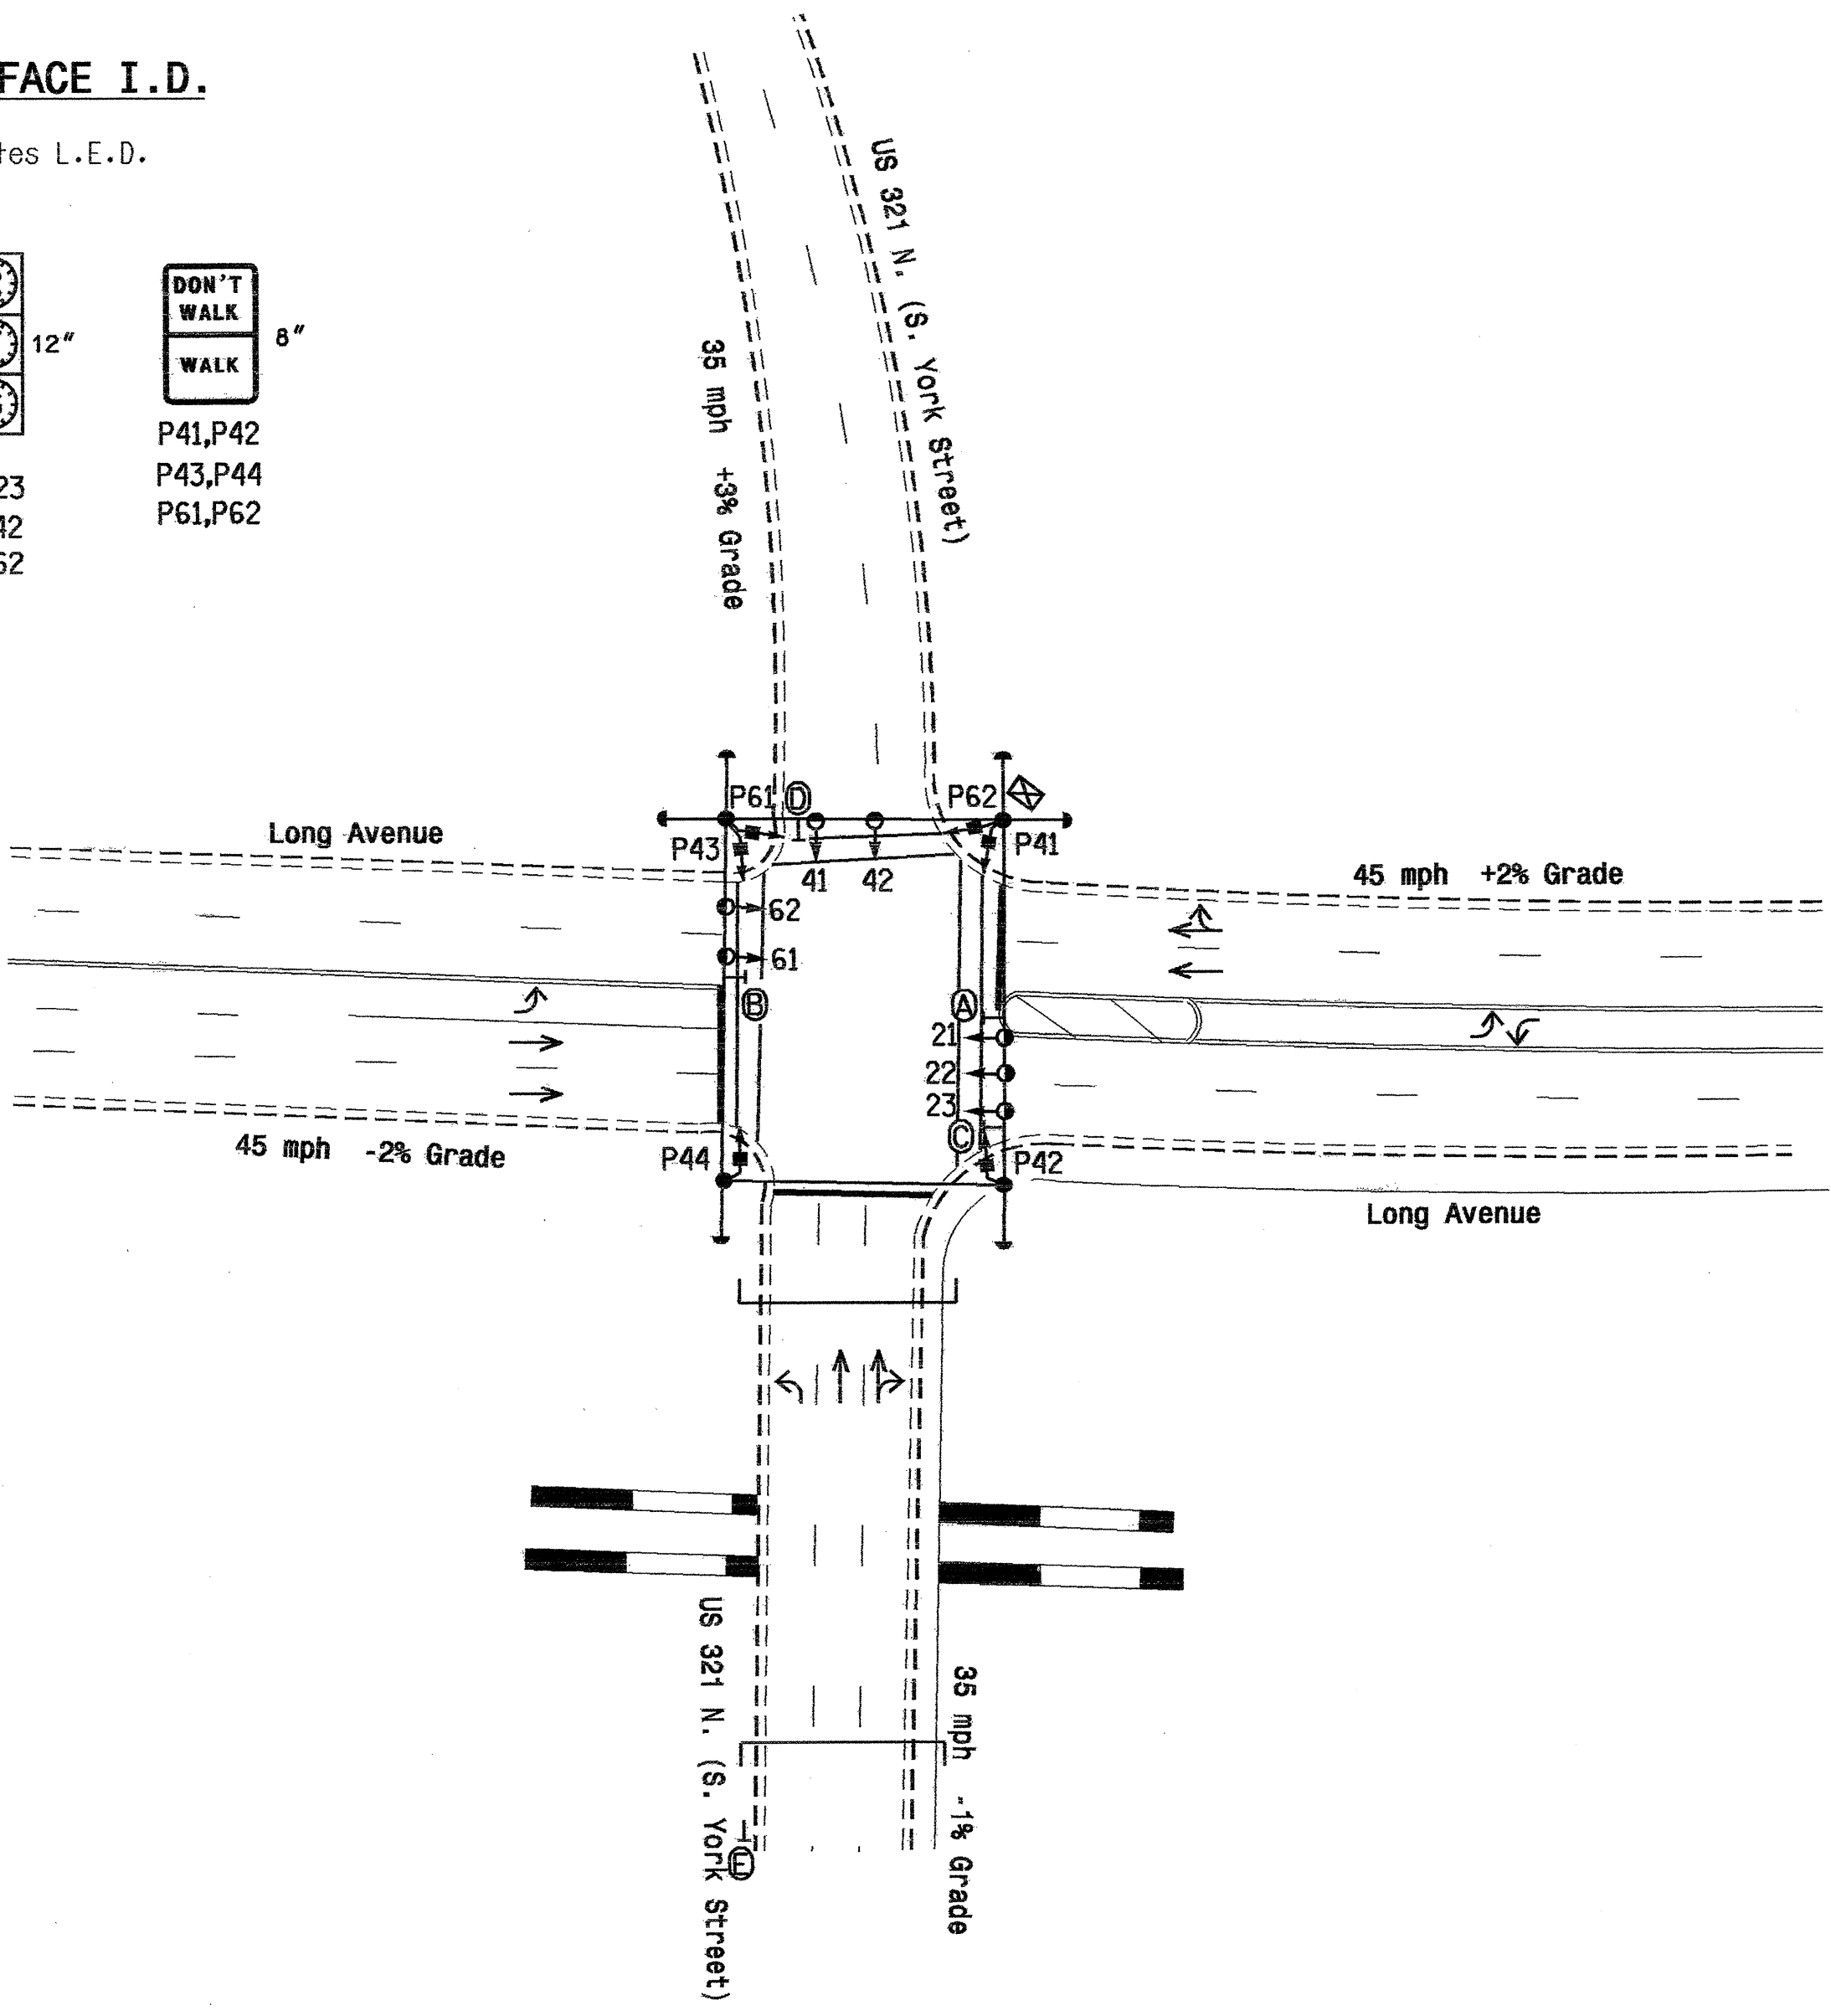 FACE I.D.
tes L.E.D.
12"
DON'T
WALK
WALK
8"
P41,P42
P43,P44
P61,P62
23
42
62
US 321 N. (S. York Street)
35 mph +3% Grade
P61
D
P62
P43
P41
41
42
Long Avenue
45 mph +2% Grade
62
61
B
A
21
22
23
C
P44
P42
45 mph -2% Grade
Long Avenue
US 321 N. (S. York Street)
35 mph -1% Grade
E